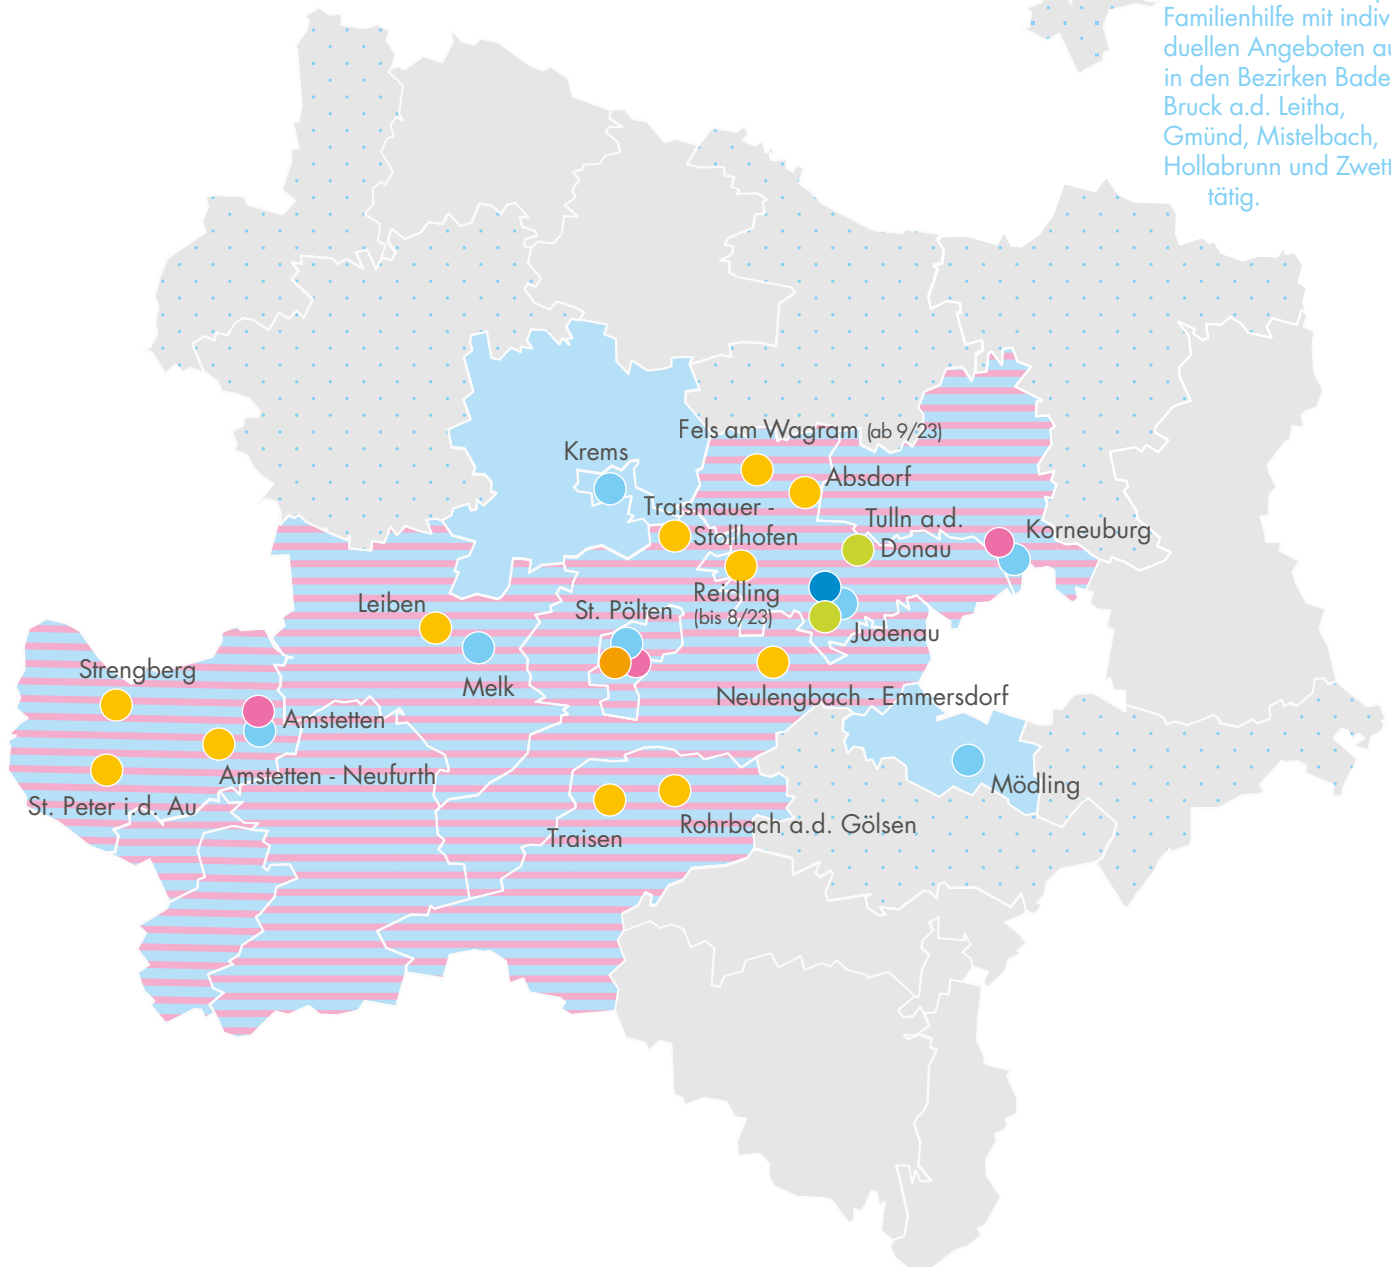 Familienhilfe mit indiv
duellen Angeboten au
in den Bezirken Bade
Bruck a.d. Leitha,
Gmünd, Mistelbach,
Hollabrunn und Zwett
tätig.
Fels am Wagram (ab 9/23)
Krems
Absdorf
Traismauer -
Stollhofen
Tulln a.d.
Donau
Korneuburg
Reidling
(bis 8/23)
Leiben
St. Pölten
Judenau
Strengberg
Melk
Neulengbach - Emmersdorf
Amstetten
Amstetten - Neufurth
Mödling
St. Peter i.d. Au
Traisen
Rohrbach a.d. Gölsen